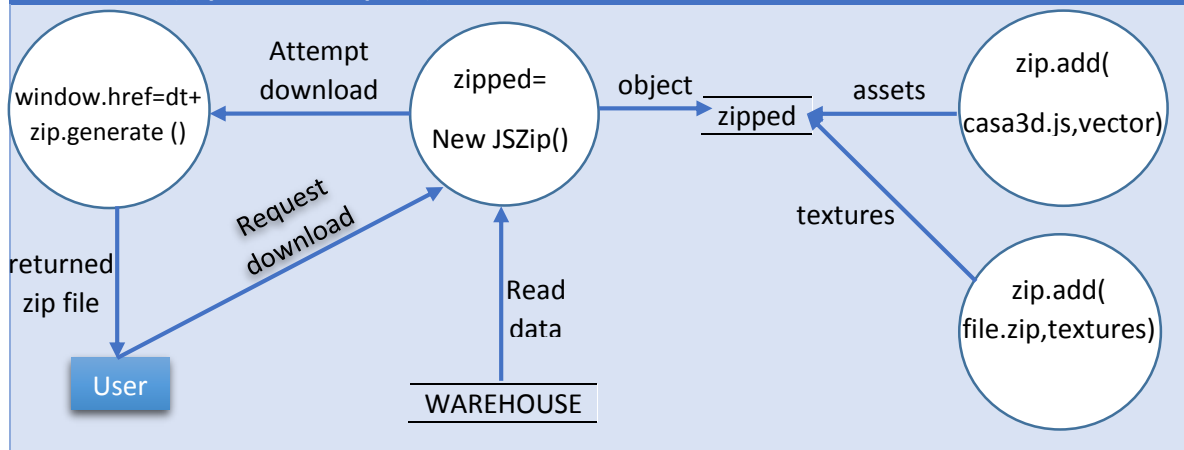 Attempt
download
window.href=dt+
zip.generate ()
zipped=
New JSZip()
object
zipped
assets
zip.add(
casa3d.js,vector)
Request
download
textures
returned
zip file
Read
data
zip.add(
file.zip,textures)
User
WAREHOUSE